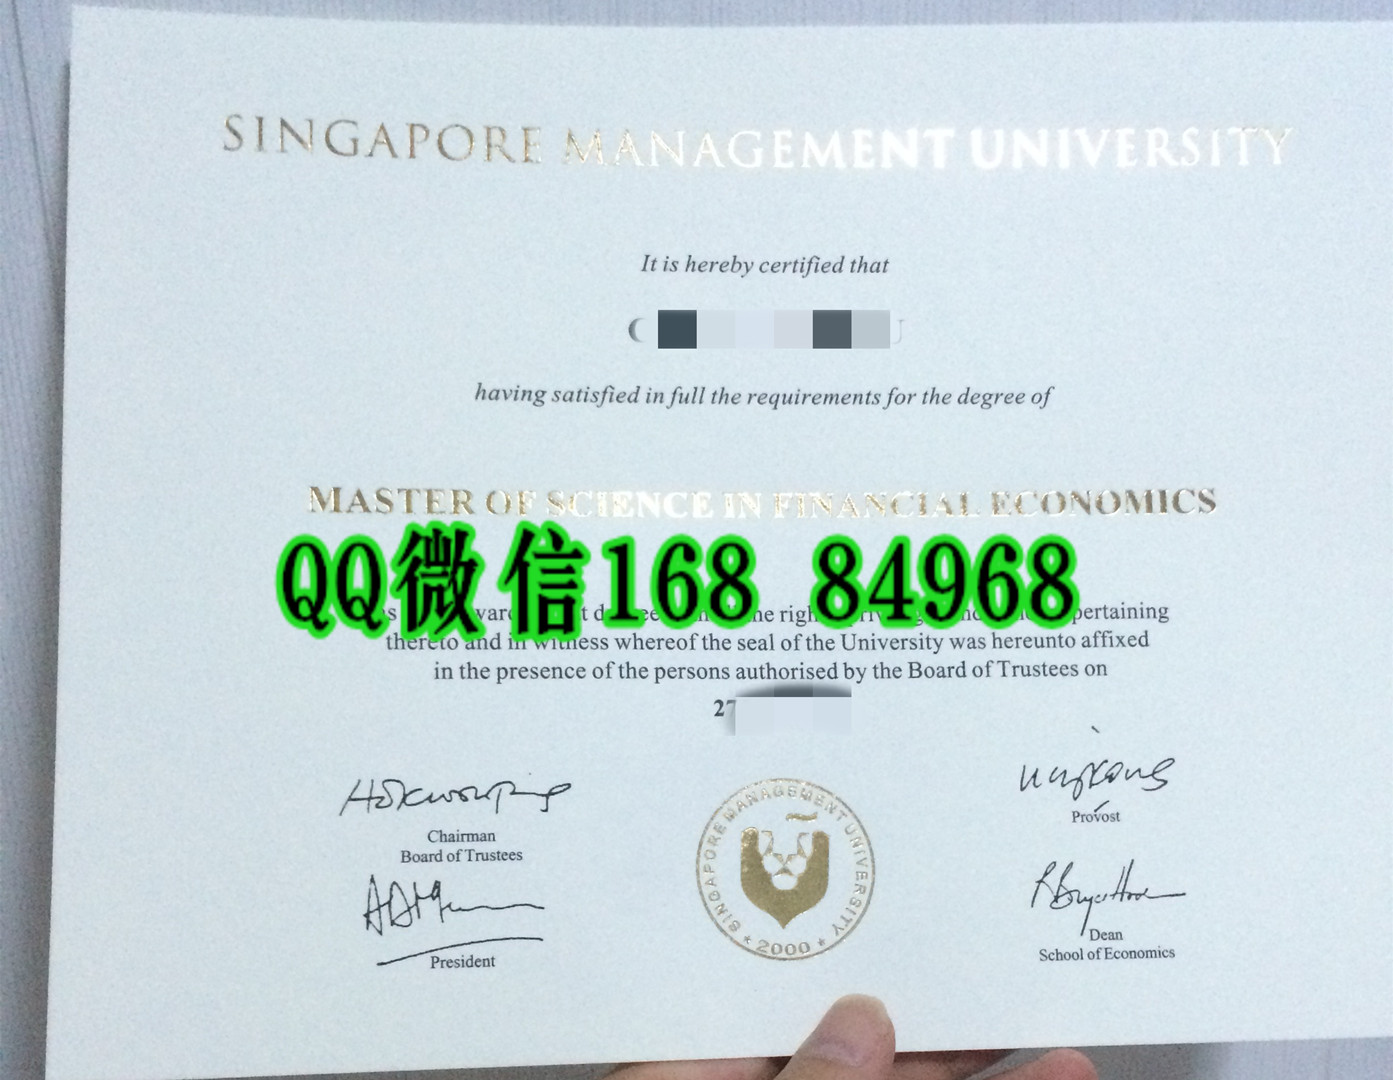 SINGAPORE MANAGEMENT UNIVERSITY
It is hereby certified that
having satisfied in full the requirements for the degree of
MASTER OF SCIENCE IN FINANCIAL ECONOMICS
QQ微信168 84968
pertaining
thereto and in witness whereof the seal of the University was hereunto affixed
in the presence of the persons authorised by the Board of Trustees on
27
Chairman
Board of Trustees
President
SINGAPORE MANAGEMENT UNIVERSITY
2000
Provost
Dean
School of Economics